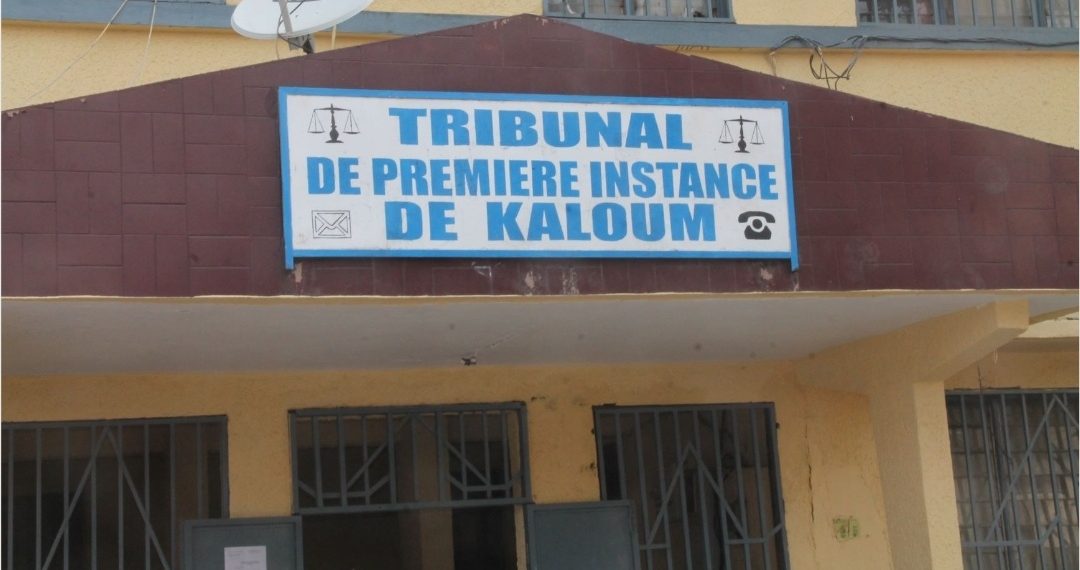 TRIBUNAL
DE PREMIERE INSTANCE
DE KALOUM